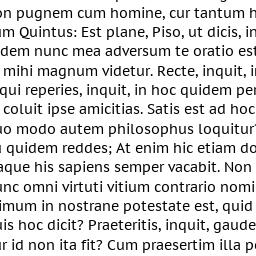 on pugnem cum homine, cur tantum h
um Quintus: Est plane, Piso, ut dicis, in
dem nunc mea adversum te oratio est
mihi magnum videtur. Recte, inquit, i
qui reperies, inquit, in hoc quidem per
coluit ipse amicitias. Satis est ad hoc
uo modo autem philosophus loquitur?
quidem reddes; At enim hic etiam do
aque his sapiens semper vacabit. Non
unc omni virtuti vitium contrario nomi
imum in nostrane potestate est, quid
uis hoc dicit? Praeteritis, inquit, gaude
r id non ita fit? Cum praesertim illa pe